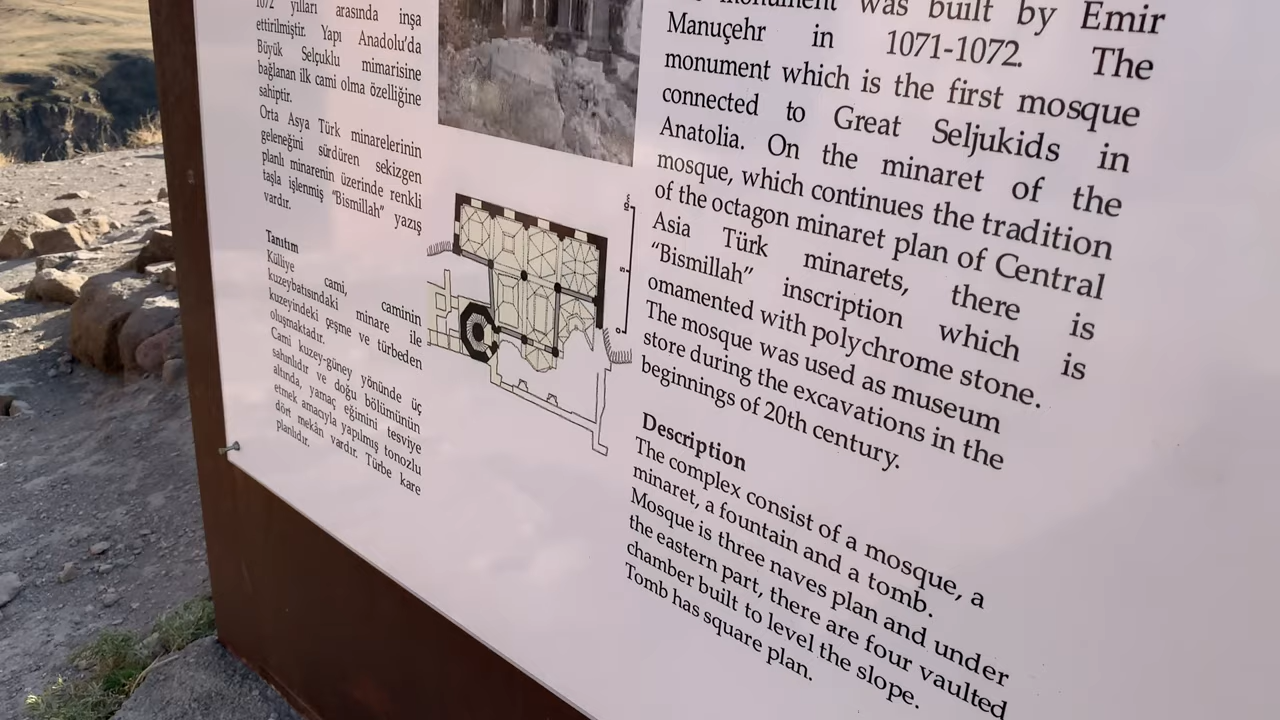 1072 yılları arasında inşa
ettirilmiştir. Yapı Anadolu'da
Büyük Selçuklu mimarisine
bağlanan ilk cami olma özelliğine
sahiptir.
Orta Asya Türk minarelerinin
geleneğini sürdüren sekizgen
planlı minarenin üzerinde renkli
taşla işlenmiş "Bismillah" yazış
vardır.
Tanıtım
Külliye cami, caminin
kuzeybatısındaki minare ile
kuzeyindeki çeşme ve türbeden
oluşmaktadır.
Cami kuzey-güney yönünde üç
sahınlıdır ve doğu bölümünün
altında, yamaç eğimini tesviye
etmek amacıyla yapılmış tonozlu
dört mekân vardır. Türbe kare
planlıdır.
monument was built by Emir
Manuçehr in 1071-1072. The
monument which is the first mosque
connected to Great Seljukids in
Anatolia. On the minaret of the
mosque, which continues the tradition
of the octagon minaret plan of Central
Asia Türk minarets, there is
"Bismillah" inscription which is
omamented with polychrome stone.
The mosque was used as museum
store during the excavations in the
beginnings of 20th century.
Description
The complex consist of a mosque, a
minaret, a fountain and a tomb.
Mosque is three naves plan and under
the eastern part, there are four vaulted
chamber built to level the slope.
Tomb has square plan.